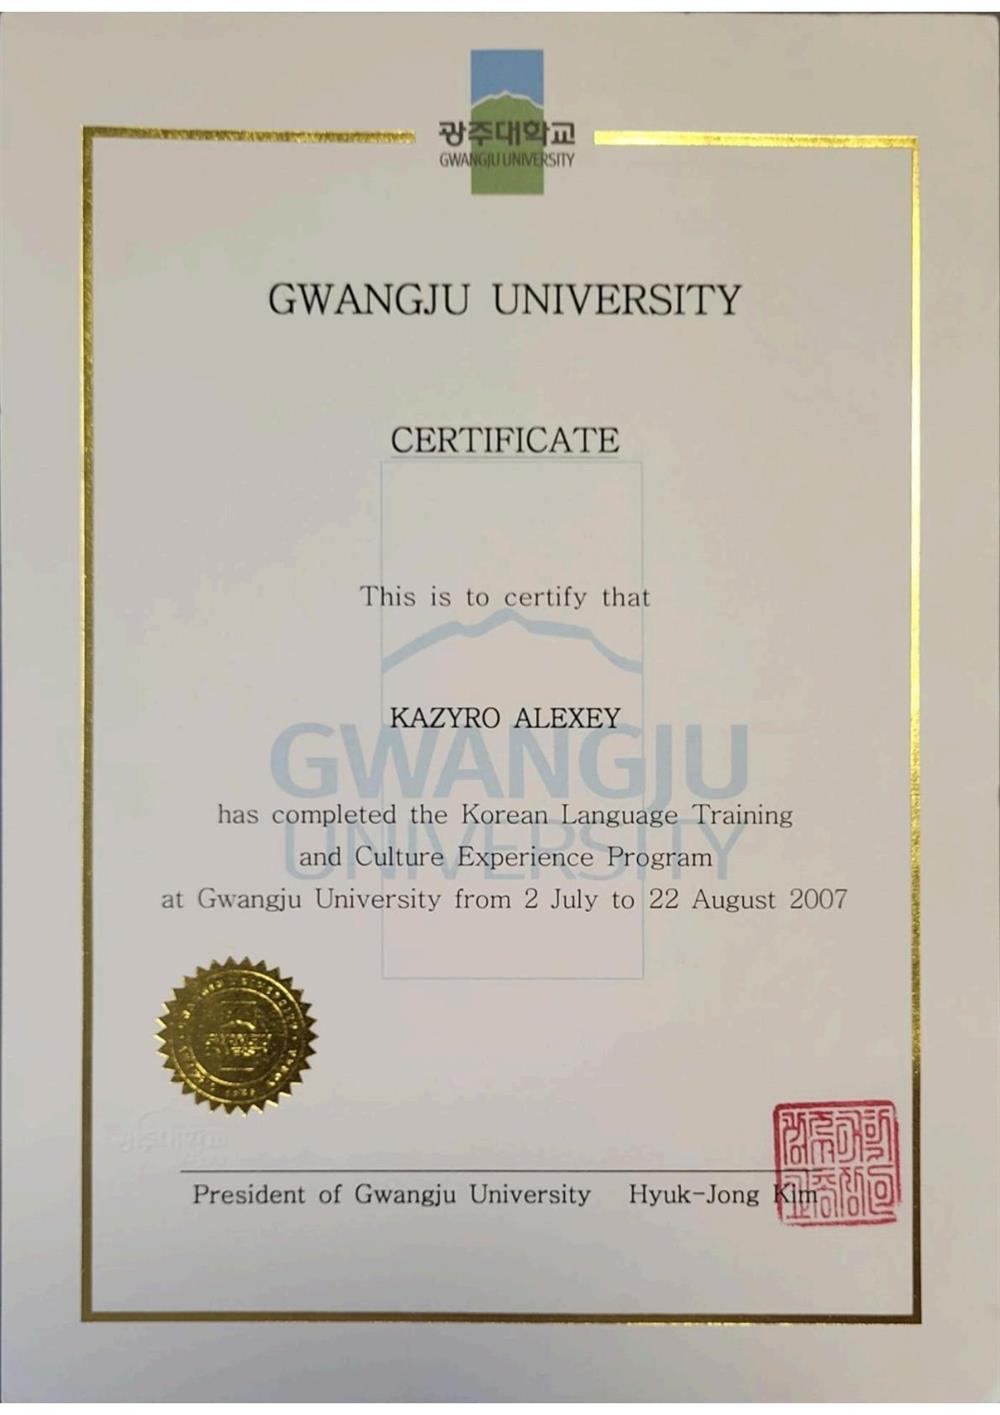 광주대학교
GWANGJU UNIVERSITY
GWANGJU UNIVERSITY
CERTIFICATE
This is to certify that
KAZYRO ALEXEY
GWANGJU
UNIVERSITY
has completed the Korean Language Training
and Culture Experience Program
at Gwangju University from 2 July to 22 August 2007
GWANGJU
President of Gwangju University Hyuk-Jong Kim